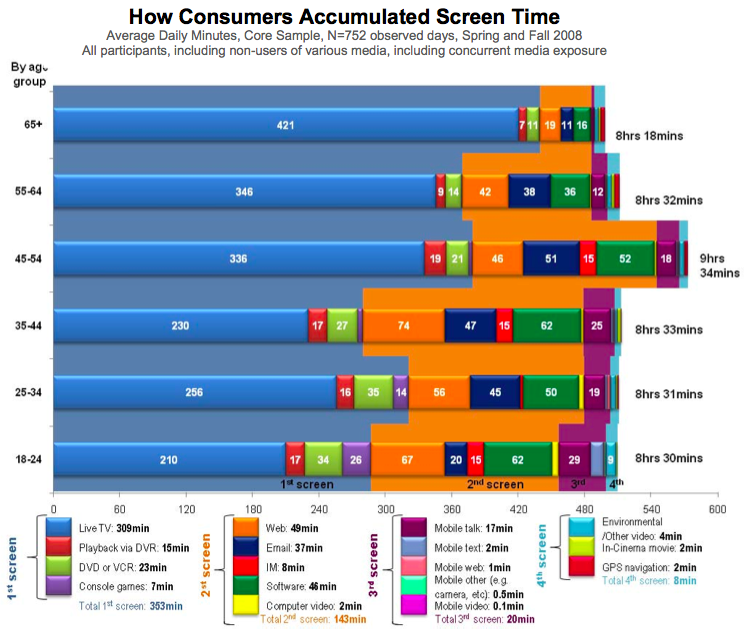 How Consumers Accumulated Screen Time
Average Daily Minutes, Core Sample, N=752 observed days, Spring and Fall 2008
All participants, including non-users of various media, including concurrent media exposure
By age
group
65+
421
7
11
19
11
16
8hrs 18mins
55-64
346
9
14
42
38
36
12
8hrs 32mins
45-54
336
19
21
46
51
15
52
18
9hrs
34mins
35-44
230
17
27
74
47
15
62
25
8hrs 33mins
25-34
256
16
35
14
56
45
50
19
8hrs 31mins
18-24
210
17
34
26
67
20
15
62
29
9
8hrs 30mins
1st screen
2nd screen
3rd
4th
0 60 120 180 240 300 360 420 480 540 600
1st screen
Live TV: 309min
Playback via DVR: 15min
DVD or VCR: 23min
Console games: 7min
Total 1st screen: 353min
2st screen
Web: 49min
Email: 37min
IM: 8min
Software: 46min
Computer video: 2min
Total 2nd screen: 143min
3rd screen
Mobile talk: 17min
Mobile text: 2min
Mobile web: 1min
Mobile other (e.g.
camera, etc): 0.5min
Mobile video: 0.1min
Total 3rd screen: 20min
4th screen
Environmental
/Other video: 4min
In-Cinema movie: 2min
GPS navigation: 2min
Total 4th screen: 8min